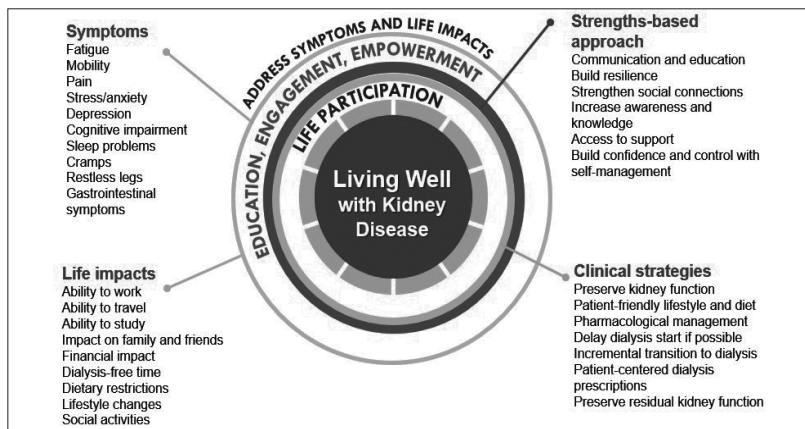 Symptoms
Fatigue
Mobility
Pain
Stress/anxiety
Depression
Cognitive impairment
Sleep problems
Cramps
Restless legs
Gastrointestinal
symptoms
Life impacts
Ability to work
Ability to travel
Ability to study
Impact on family and friends
Financial impact
Dialysis-free time
Dietary restrictions
Lifestyle changes
Social activities
ADDRESS SYMPTOMS AND LIFE IMPACTS
EDUCATION, ENGAGEMENT, EMPOWERMENT
LIFE PARTICIPATION
Living Well
with Kidney
Disease
Strengths-based
approach
Communication and education
Build resilience
Strengthen social connections
Increase awareness and
knowledge
Access to support
Build confidence and control with
self-management
Clinical strategies
Preserve kidney function
Patient-friendly lifestyle and diet
Pharmacological management
Delay dialysis start if possible
Incremental transition to dialysis
Patient-centered dialysis
prescriptions
Preserve residual kidney function